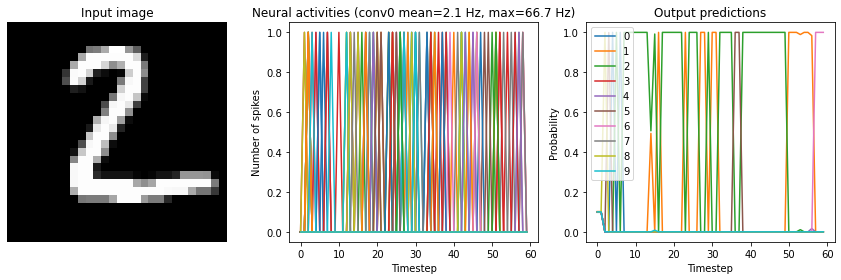 Input image
2
Neural activities (conv0 mean=2.1 Hz, max=66.7 Hz)
Number of spikes
1.0
0.8
0.6
0.4
0.2
0.0
0 10 20 30 40 50 60
Timestep
Output predictions
Probability
1.0
0.8
0.6
0.4
0.2
0.0
0
1
2
3
4
5
6
7
8
9
0 10 20 30 40 50 60
Timestep